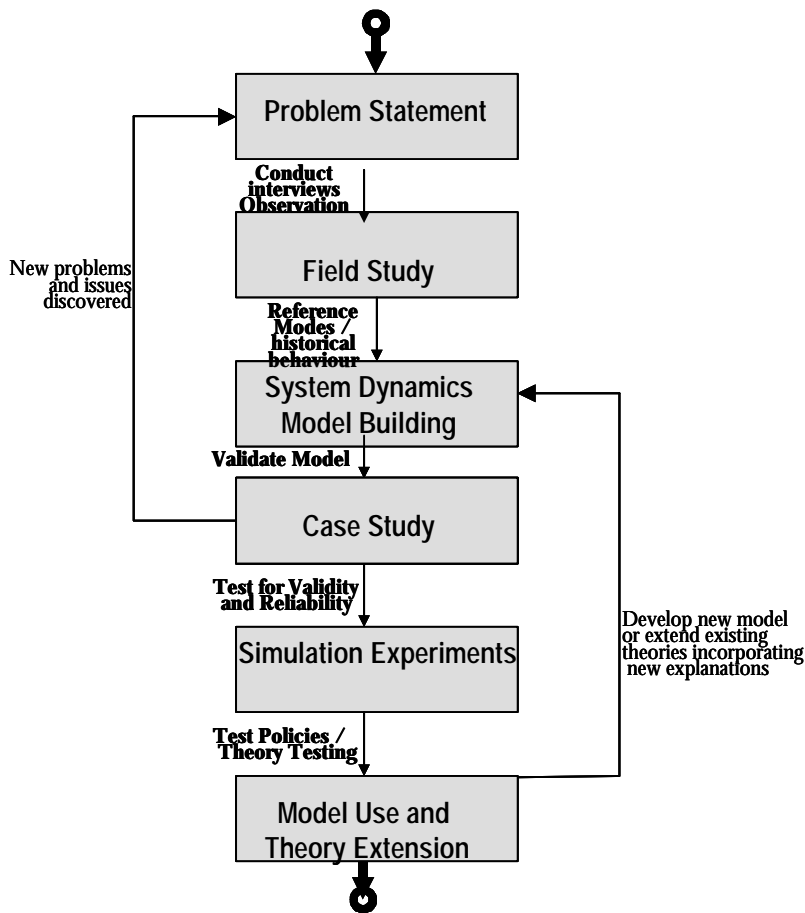 Problem Statement
Conduct
interviews
Observation
Field Study
New problems
and issues
discovered
Reference
Modes /
historical
behaviour
System Dynamics
Model Building
Validate Model
Case Study
Test for Validity
and Reliability
Simulation Experiments
Develop new model
or extend existing
theories incorporating
new explanations
Test Policies /
Theory Testing
Model Use and
Theory Extension